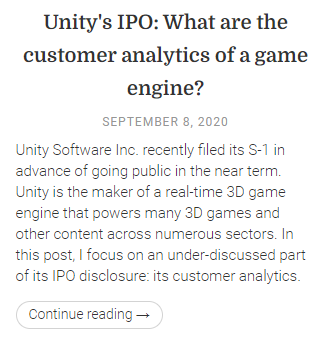 Unity's IPO: What are the
customer analytics of a game
engine?
SEPTEMBER 8, 2020
Unity Software Inc. recently filed its S-1 in
advance of going public in the near term.
Unity is the maker of a real-time 3D game
engine that powers many 3D games and
other content across numerous sectors. In
this post, I focus on an under-discussed part
of its IPO disclosure: its customer analytics.
Continue reading →